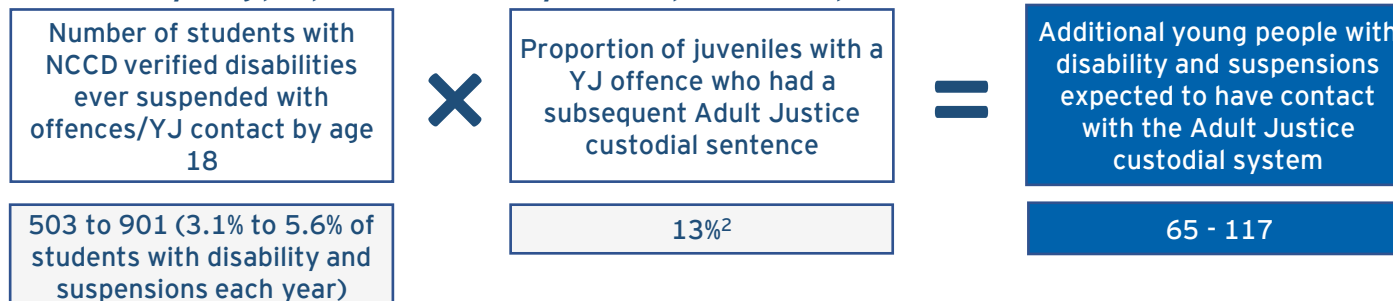 Number of students with
NCCD verified disabilities
ever suspended with
offences/YJ contact by age
18
Proportion of juveniles with a
YJ offence who had a
subsequent Adult Justice
custodial sentence
Additional young people with
disability and suspensions
expected to have contact
with the Adult Justice
custodial system
503 to 901 (3.1% to 5.6% of
students with disability and
suspensions each year)
13%²
65 - 117